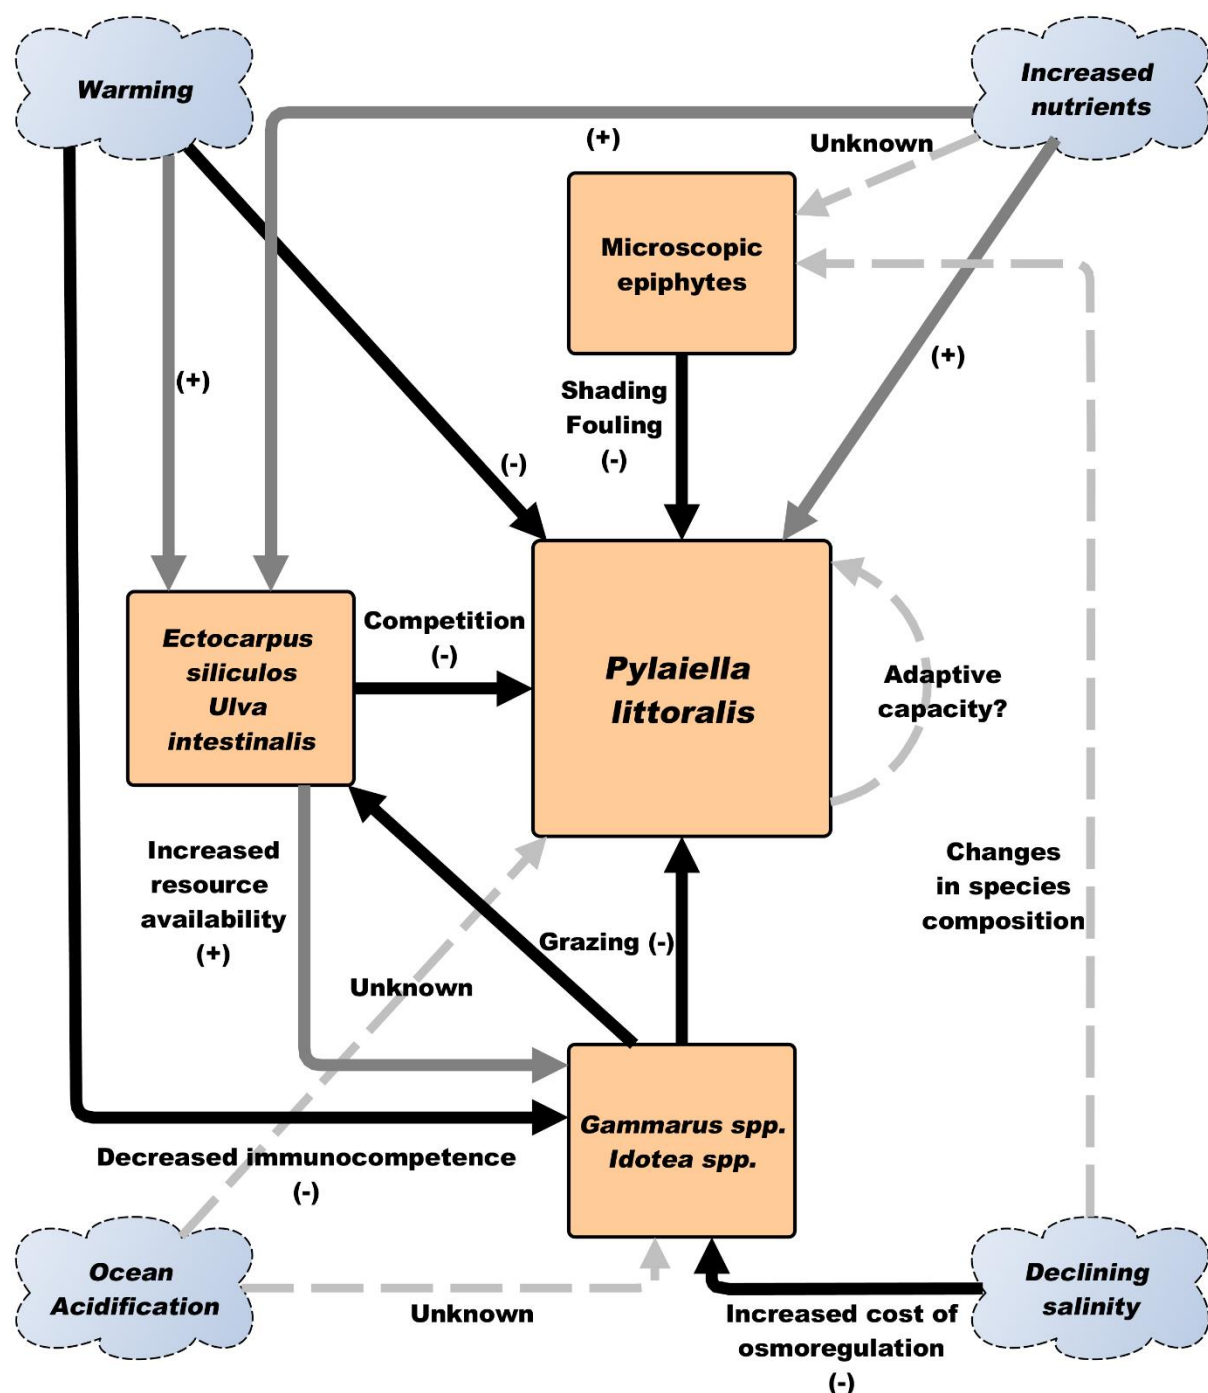 Warming
Increased
nutrients
(+)
Unknown
Microscopic
epiphytes
(+)
(+)
Shading
Fouling
(-)
(-)
Ectocarpus
siliculos
Ulva
intestinalis
Competition
(-)
Pylaiella
littoralis
Adaptive
capacity?
Increased
resource
availability
(+)
Changes
in species
composition
Grazing (-)
Unknown
Gammarus spp.
Idotea spp.
Decreased immunocompetence
(-)
Ocean
Acidification
Unknown
Declining
salinity
Increased cost of
osmoregulation
(-)